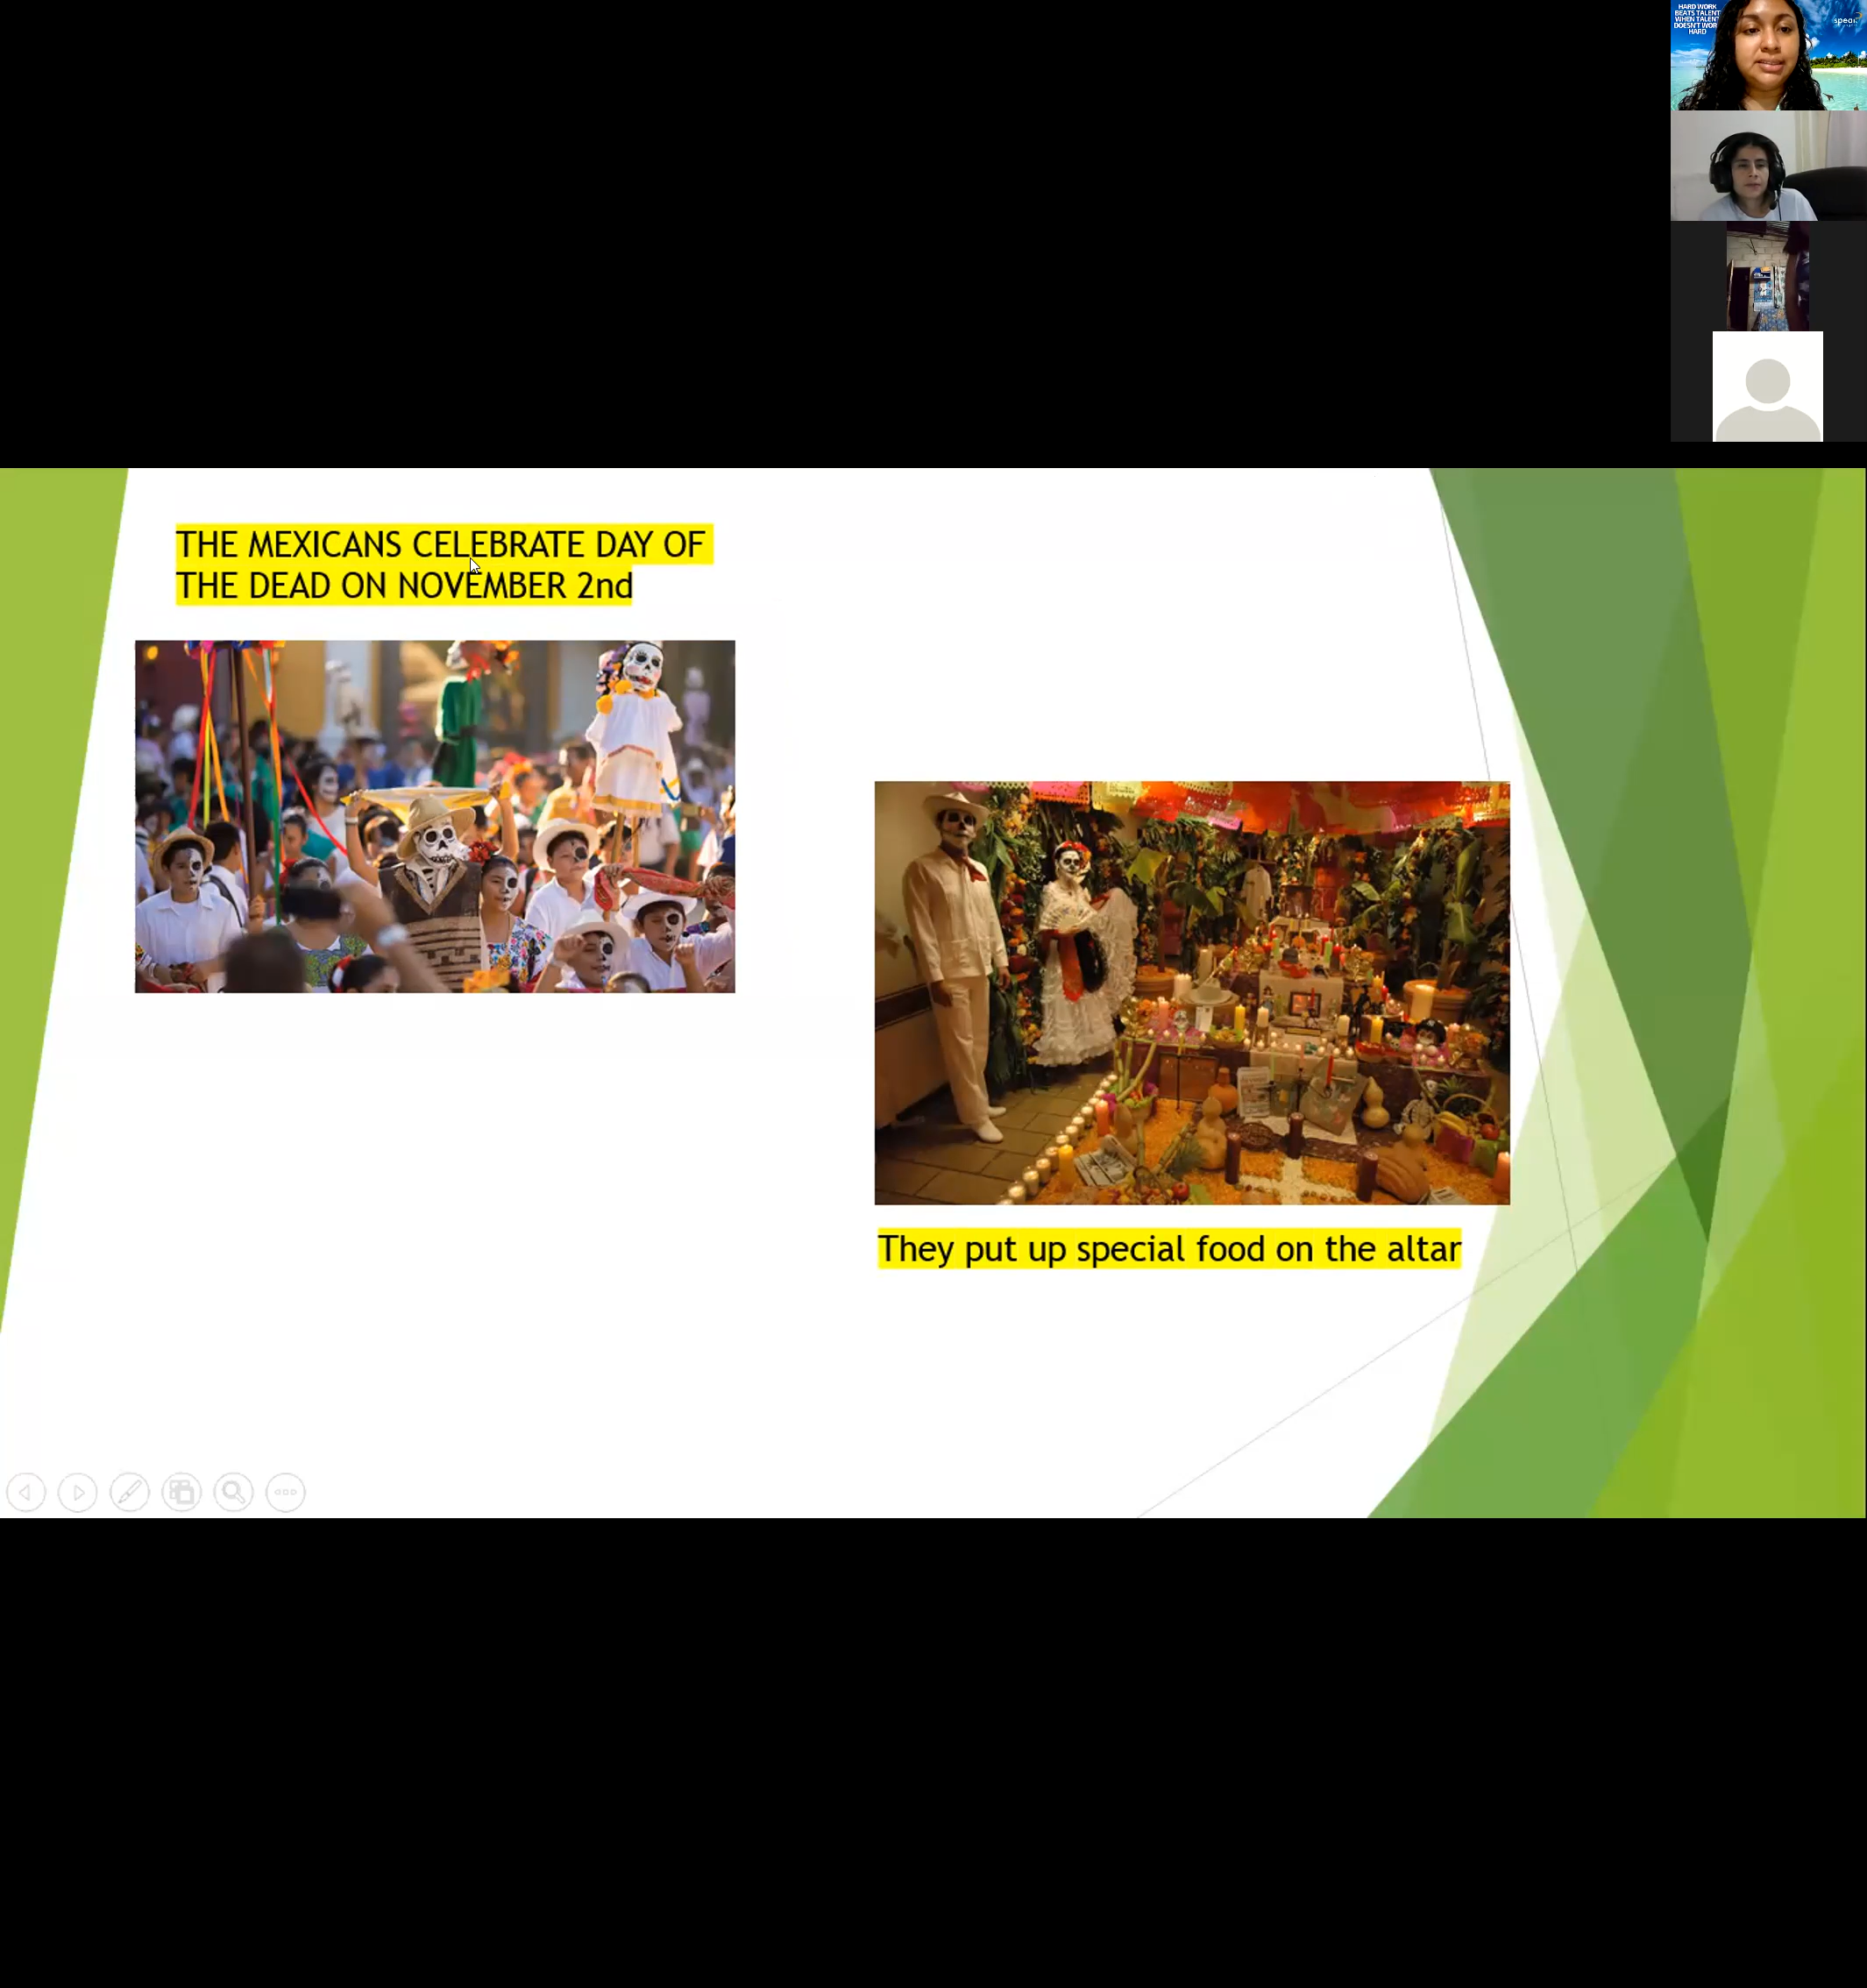 HARD WORK
BEATS TALENT
WHEN TALENT
DOESN'T WORK
HARD
THE MEXICANS CELEBRATE DAY OF
THE DEAD ON NOVEMBER 2nd
They put up special food on the altar